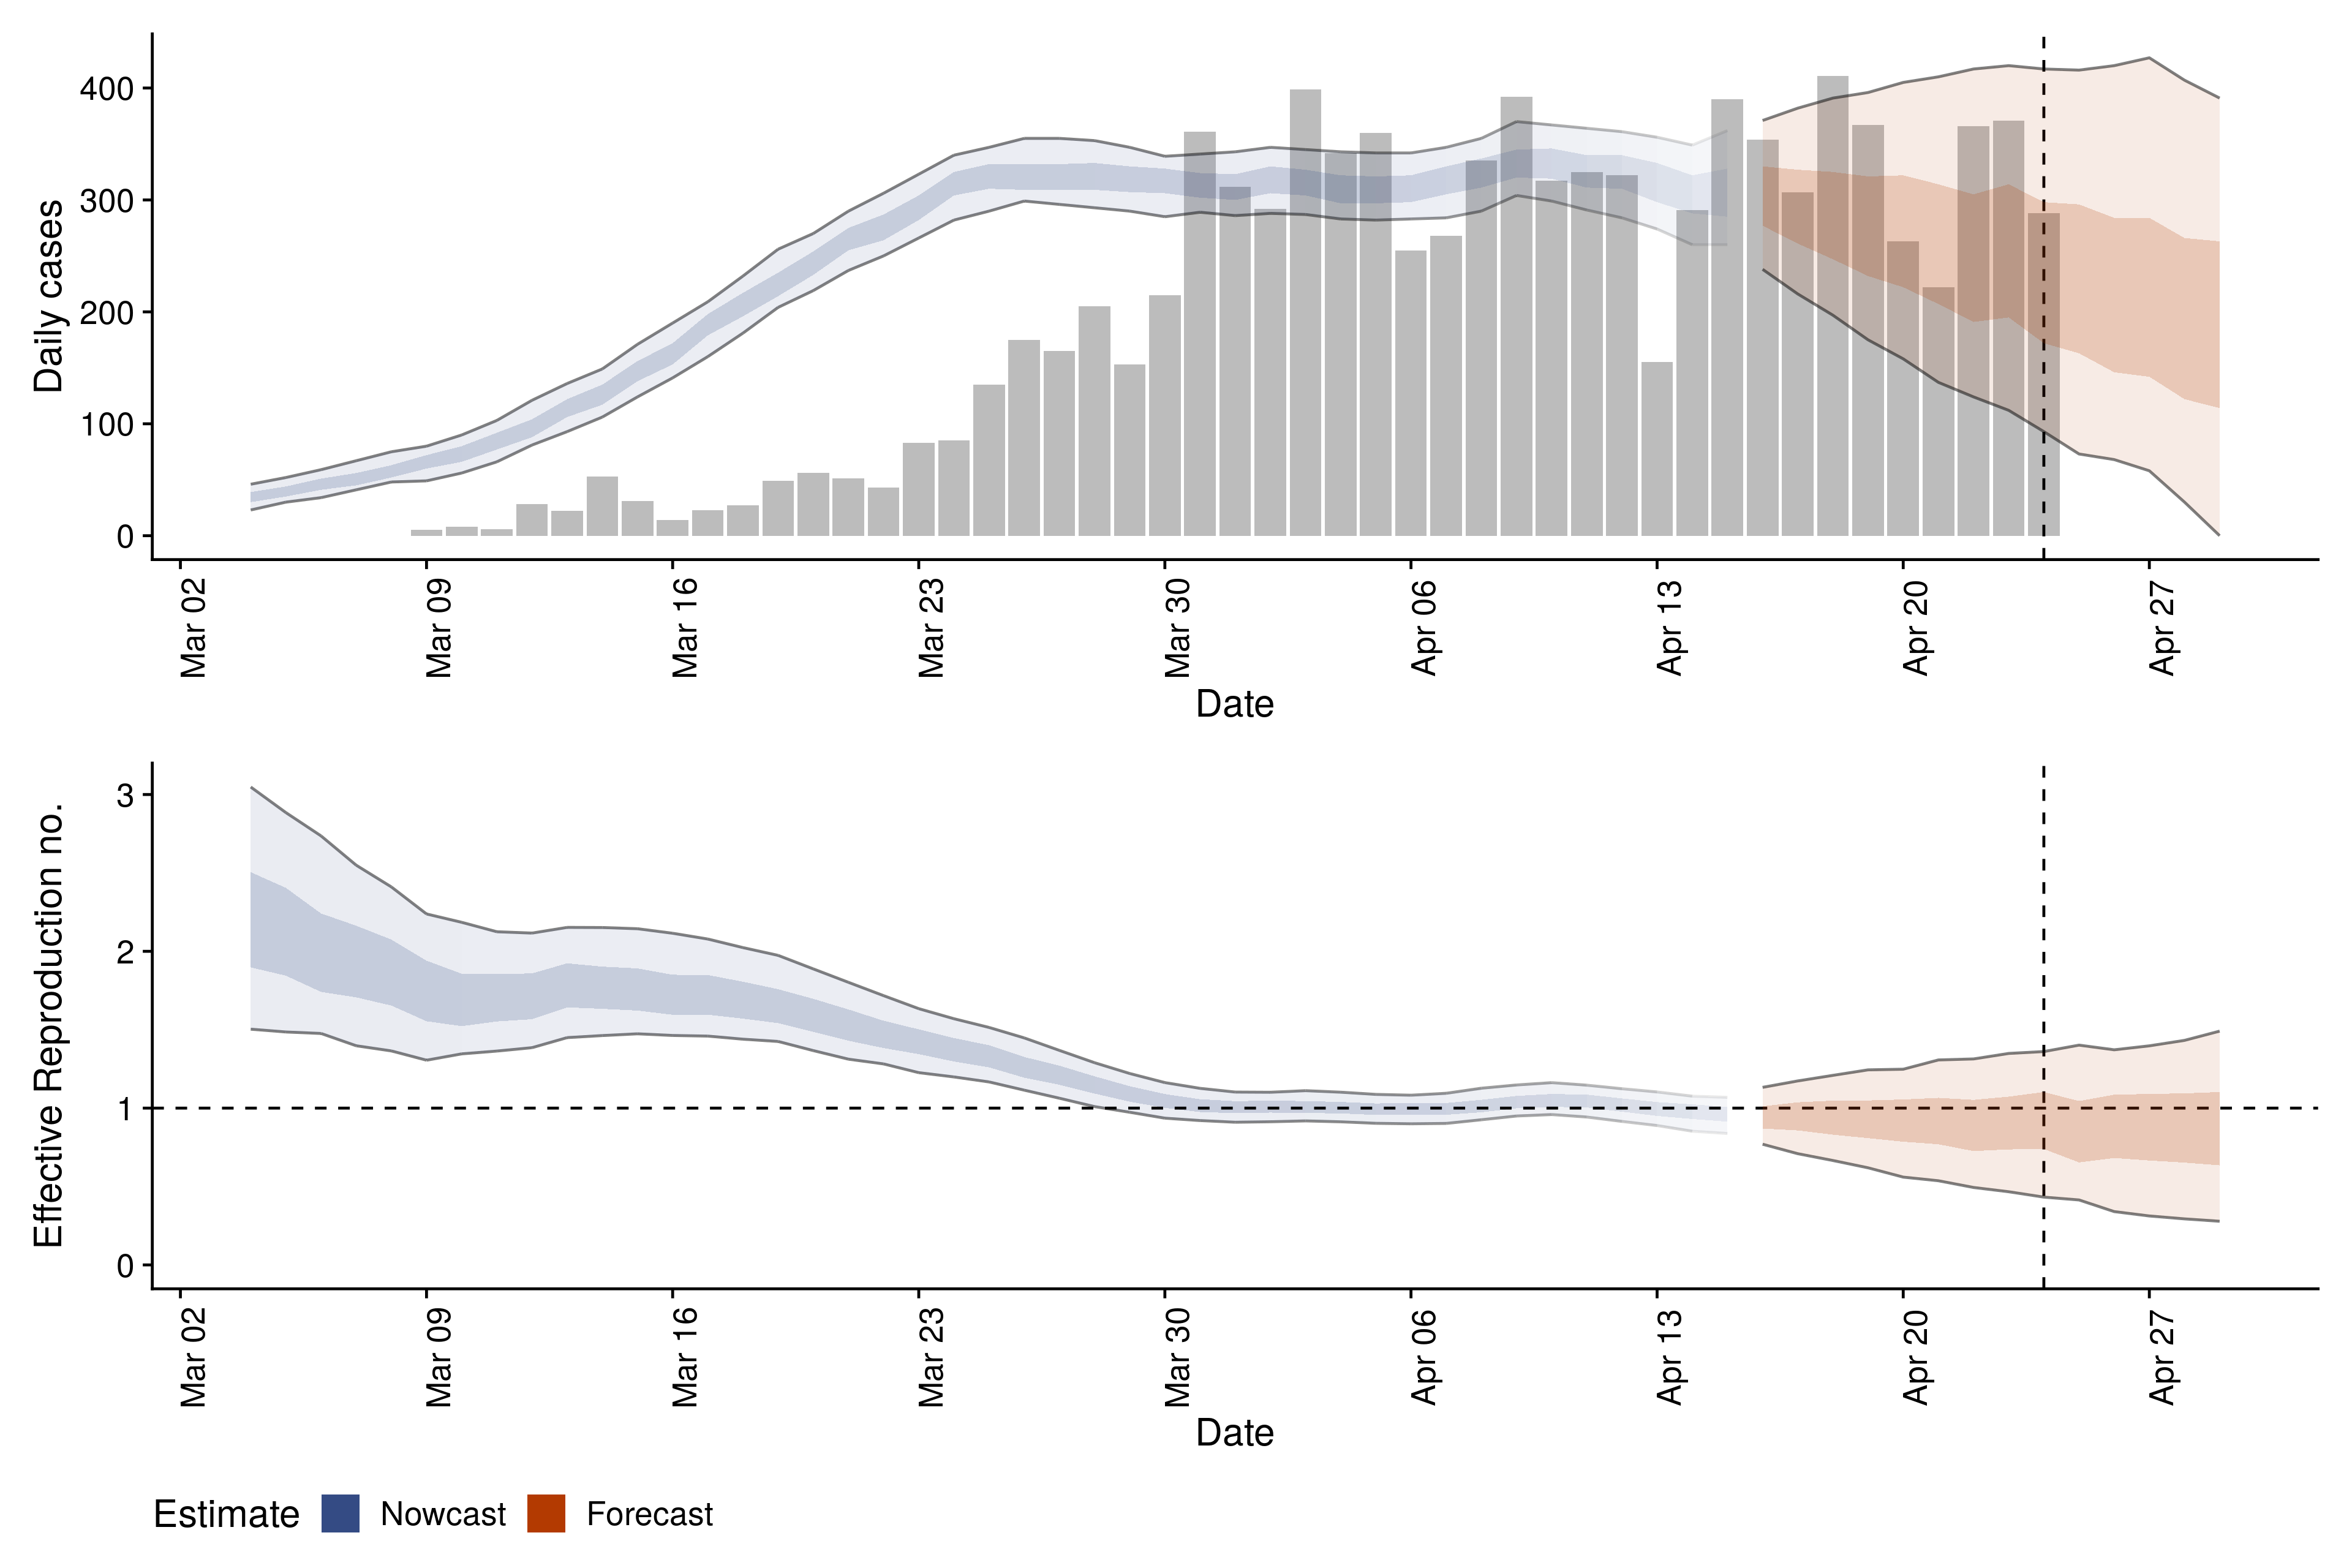 Daily cases
400
300
200
100
0
Mar 02
Mar 09
Mar 16
Mar 23
Mar 30
Apr 06
Apr 13
Apr 20
Apr 27
Date
Effective Reproduction no.
3
2
1
0
Mar 02
Mar 09
Mar 16
Mar 23
Mar 30
Apr 06
Apr 13
Apr 20
Apr 27
Date
Estimate Nowcast Forecast